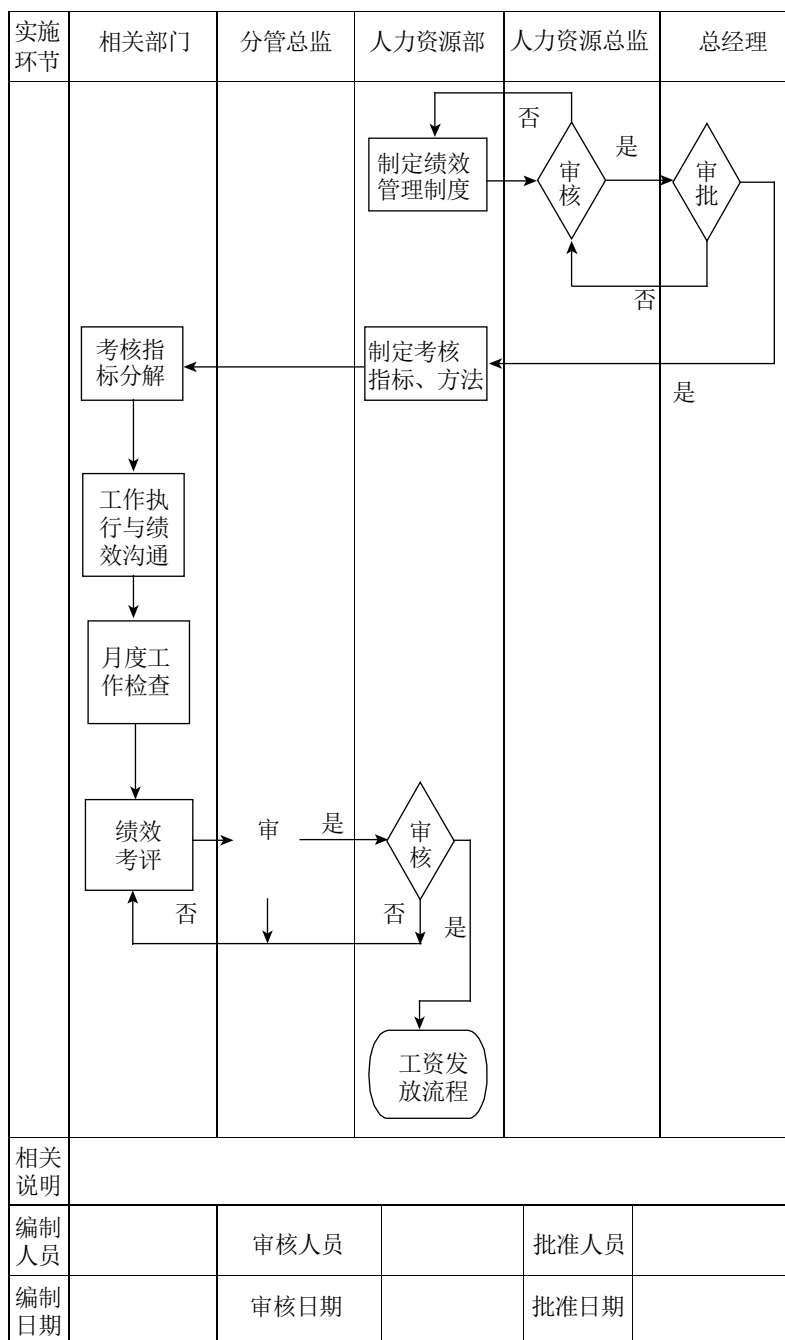 实施
环节
相关部门
分管总监
人力资源部
人力资源总监
总经理
否
是
制定绩效
管理制度
审
核
审
批
否
考核指
标分解
制定考核
指标、方法
是
工作执
行与绩
效沟通
月度工
作检查
绩效
考评
审
是
审
核
否
否
是
工资发
放流程
相关
说明
编制
人员
审核人员
批准人员
编制
日期
审核日期
批准日期